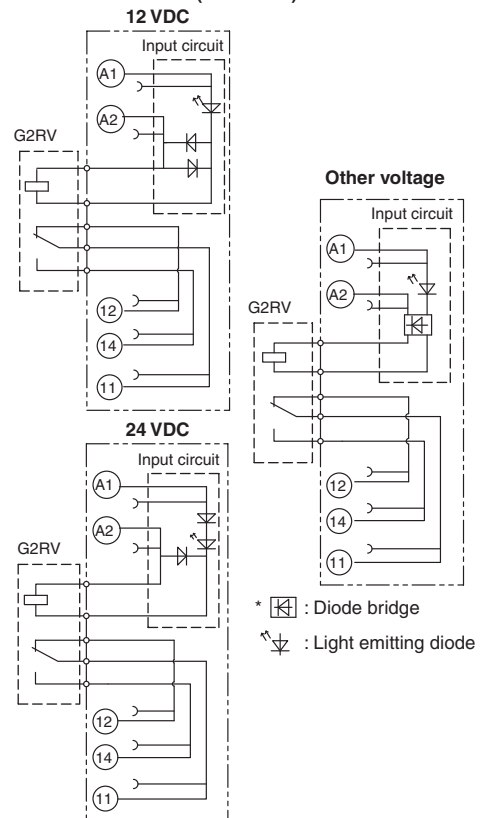 12 VDC
Input circuit
A1
A2
G2RV
12
14
11
Other voltage
Input circuit
A1
A2
G2RV
12
14
11
24 VDC
Input circuit
A1
A2
G2RV
12
14
11
* : Diode bridge
: Light emitting diode